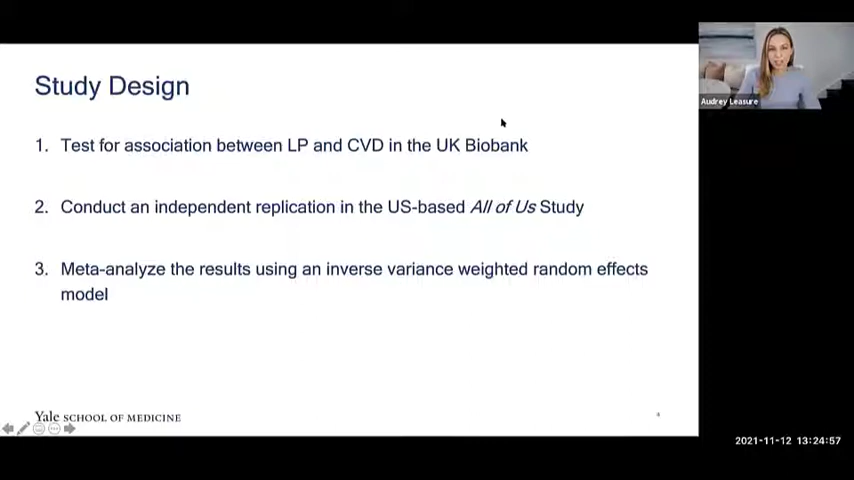 Study Design
1. Test for association between LP and CVD in the UK Biobank
2. Conduct an independent replication in the US-based All of Us Study
3. Meta-analyze the results using an inverse variance weighted random effects
model
Yale SCHOOL OF MEDICINE
4
Audrey Leasure
2021-11-12 13:24:57